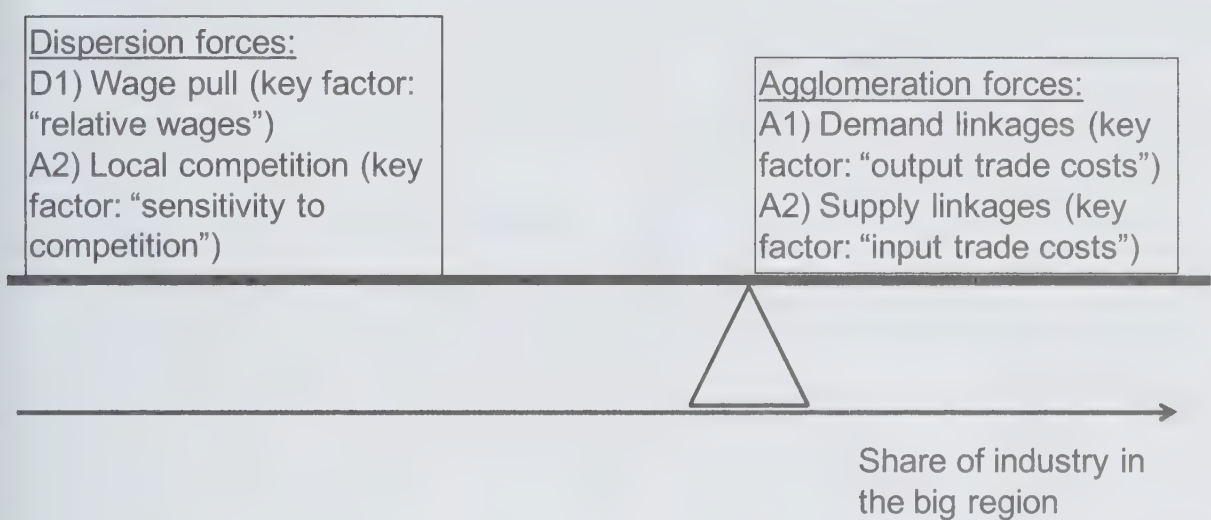 Dispersion forces:
D1) Wage pull (key factor:
“relative wages”)
A2) Local competition (key
factor: “sensitivity to
competition”)
Agglomeration forces:
A1) Demand linkages (key
factor: “output trade costs”)
A2) Supply linkages (key
factor: “input trade costs”)
Share of industry in
the big region